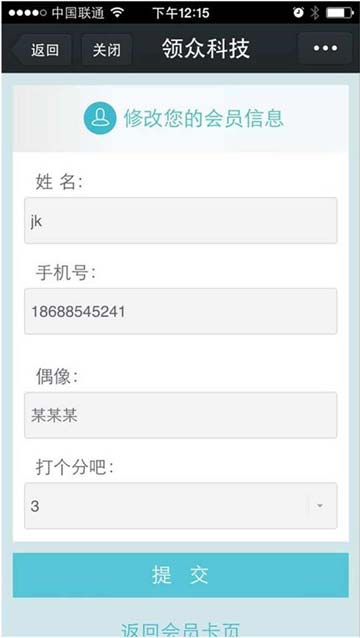 中国联通 下午12:15
返回 关闭 领众科技
修改您的会员信息
姓 名:
jk
手机号:
18688545241
偶像:
某某某
打个分吧:
3
提 交
返回会员卡页